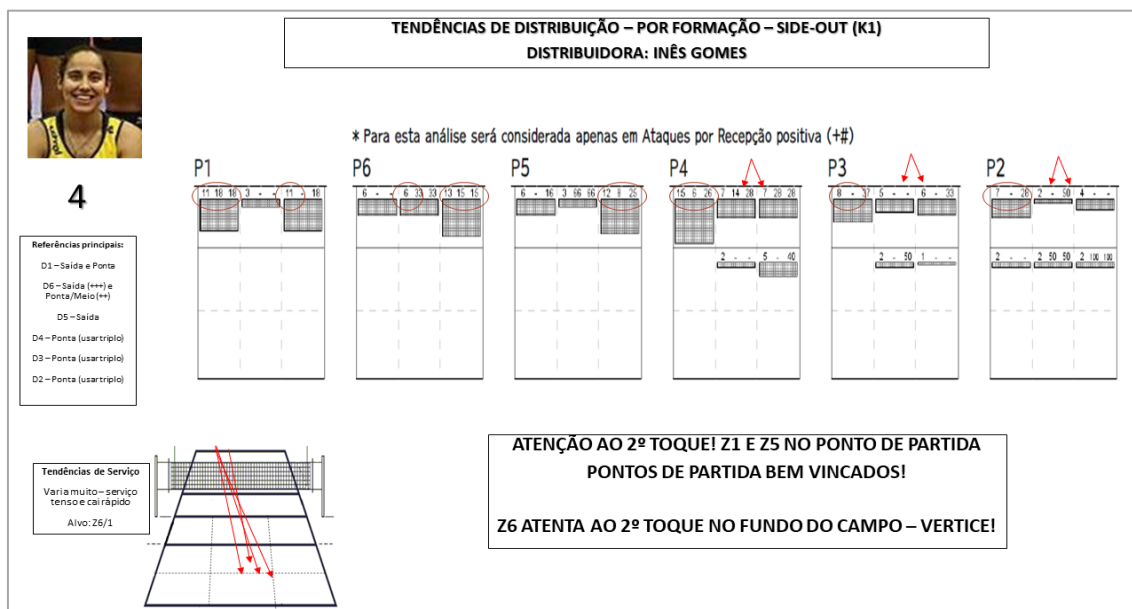 TENDÊNCIAS DE DISTRIBUIÇÃO – POR FORMAÇÃO – SIDE-OUT (K1)
DISTRIBUIDORA: INÊS GOMES
* Para esta análise será considerada apenas em Ataques por Recepção positiva (+#)
P1
P6
P5
P4
P3
P2
11 18 18 3 - - 11 - 18
6 - - 6 33 33 13 15 15
6 - 16 3 66 66 12 8 25
15 6 26 7 14 28 7 28 28
8 - 37 5 - - 6 - 33
7 - 28 2 - 50 4 - -
2 - - 5 - 40
2 - 50 1 - -
2 - - 2 50 50 2 100 100
4
Referências principais:
D1 – Saída e Ponta
D6 – Saída (+++) e
Ponta/Meio (++)
D5 – Saída
D4 – Ponta (usar triplo)
D3 – Ponta (usar triplo)
D2 – Ponta (usar triplo)
Tendências de Serviço
Varia muito – serviço
tenso e cai rápido
Alvo: Z6/1
ATENÇÃO AO 2º TOQUE! Z1 E Z5 NO PONTO DE PARTIDA
PONTOS DE PARTIDA BEM VINCADOS!
Z6 ATENTA AO 2º TOQUE NO FUNDO DO CAMPO – VERTICE!